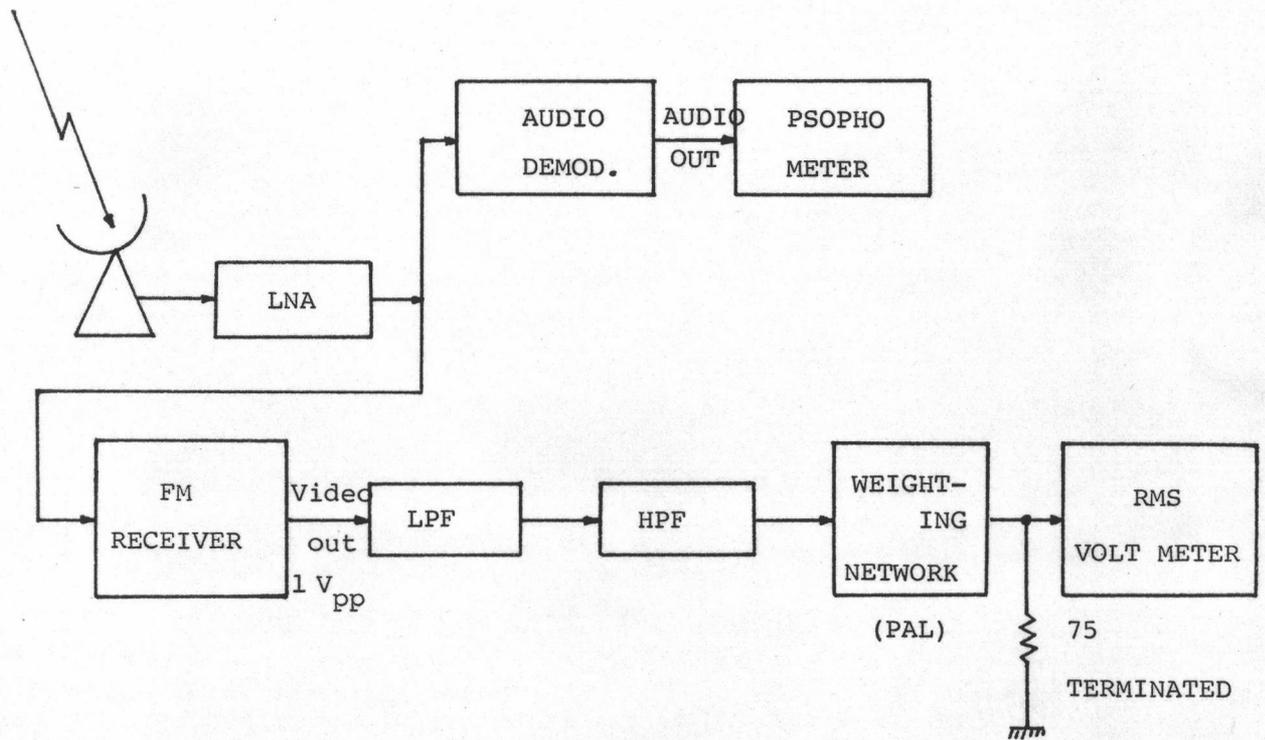 AUDIO
DEMOD.
AUDIO
OUT
PSOPHO
METER
LNA
FM
RECEIVER
Video
out
1 Vpp
LPF
HPF
WEIGHT-
ING
NETWORK
(PAL)
RMS
VOLT METER
75
TERMINATED